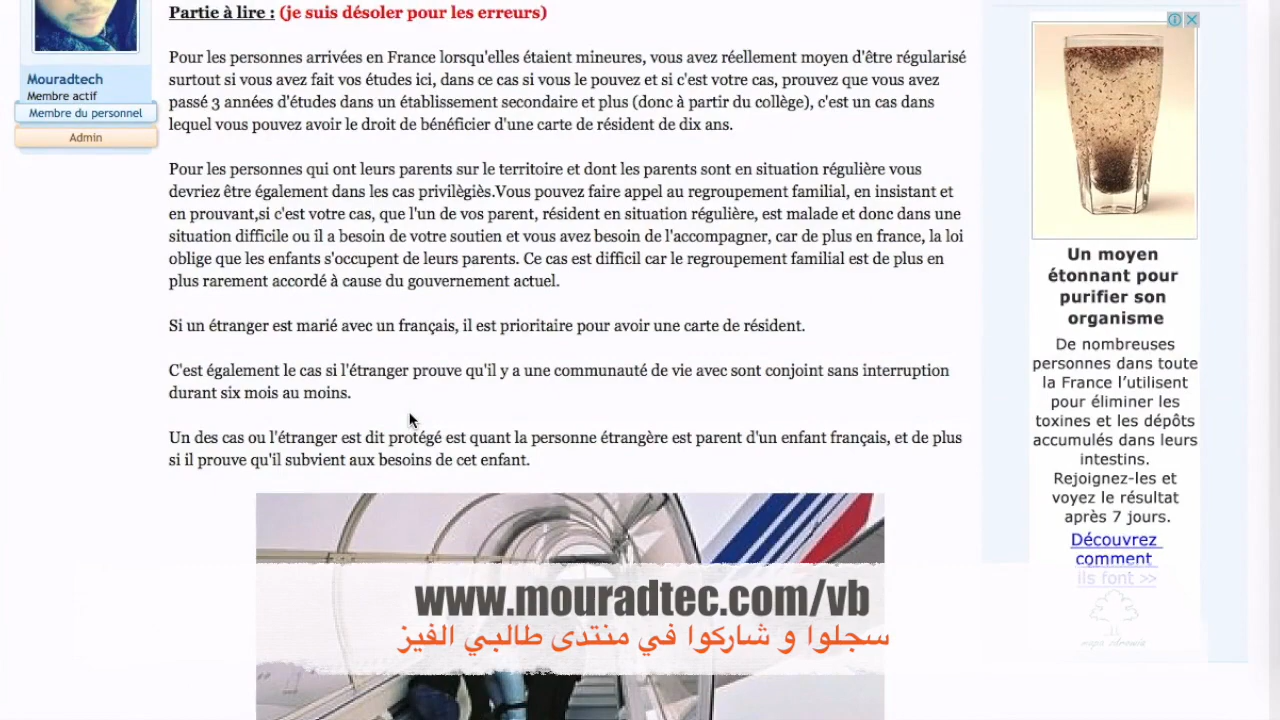 Partie à lire : (je suis désoler pour les erreurs)
Pour les personnes arrivées en France lorsqu'elles étaient mineures, vous avez réellement moyen d'être régularisé
surtout si vous avez fait vos études ici, dans ce cas si vous le pouvez et si c'est votre cas, prouvez que vous avez
passé 3 années d'études dans un établissement secondaire et plus (donc à partir du collège), c'est un cas dans
lequel vous pouvez avoir le droit de bénéficier d'une carte de résident de dix ans.
Pour les personnes qui ont leurs parents sur le territoire et dont les parents sont en situation régulière vous
devriez être également dans les cas privilègiès.Vous pouvez faire appel au regroupement familial, en insistant et
en prouvant,si c'est votre cas, que l'un de vos parent, résident en situation régulière, est malade et donc dans une
situation difficile ou il a besoin de votre soutien et vous avez besoin de l'accompagner, car de plus en france, la loi
oblige que les enfants s'occupent de leurs parents. Ce cas est difficil car le regroupement familial est de plus en
plus rarement accordé à cause du gouvernement actuel.
Si un étranger est marié avec un français, il est prioritaire pour avoir une carte de résident.
C'est également le cas si l'étranger prouve qu'il y a une communauté de vie avec sont conjoint sans interruption
durant six mois au moins.
Un des cas ou l'étranger est dit protégé est quant la personne étrangère est parent d'un enfant français, et de plus
si il prouve qu'il subvient aux besoins de cet enfant.
Mouradtech
Membre actif
Membre du personnel
Admin
Un moyen
étonnant pour
purifier son
organisme
De nombreuses
personnes dans toute
la France l'utilisent
pour éliminer les
toxines et les dépôts
accumulés dans leurs
intestins.
Rejoignez-les et
voyez le résultat
après 7 jours.
Découvrez
comment
ils font >>
www.mouradtec.com/vb
سجلوا و شاركوا في منتدى طالبي الفيز